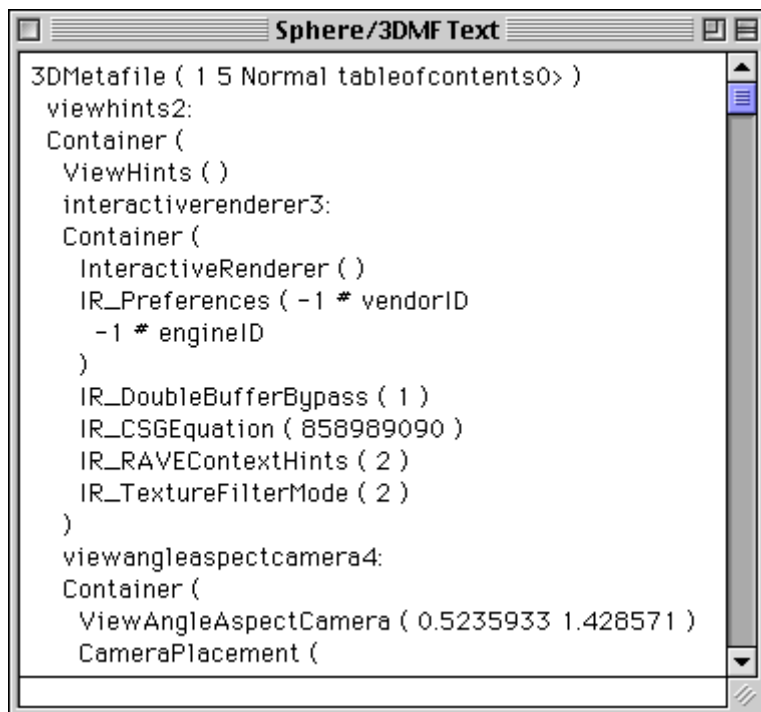 Sphere/3DMF Text
3DMetafile ( 1 5 Normal tableofcontents0> )
viewhints2:
Container (
ViewHints ( )
interactiverenderer3:
Container (
InteractiveRenderer ( )
IR_Preferences ( -1 # vendorID
-1 # engineID
)
IR_DoubleBufferBypass ( 1 )
IR_CSGEquation ( 858989090 )
IR_RAVEContextHints ( 2 )
IR_TextureFilterMode ( 2 )
)
viewangleaspectcamera4:
Container (
ViewAngleAspectCamera ( 0.5235933 1.428571 )
CameraPlacement (